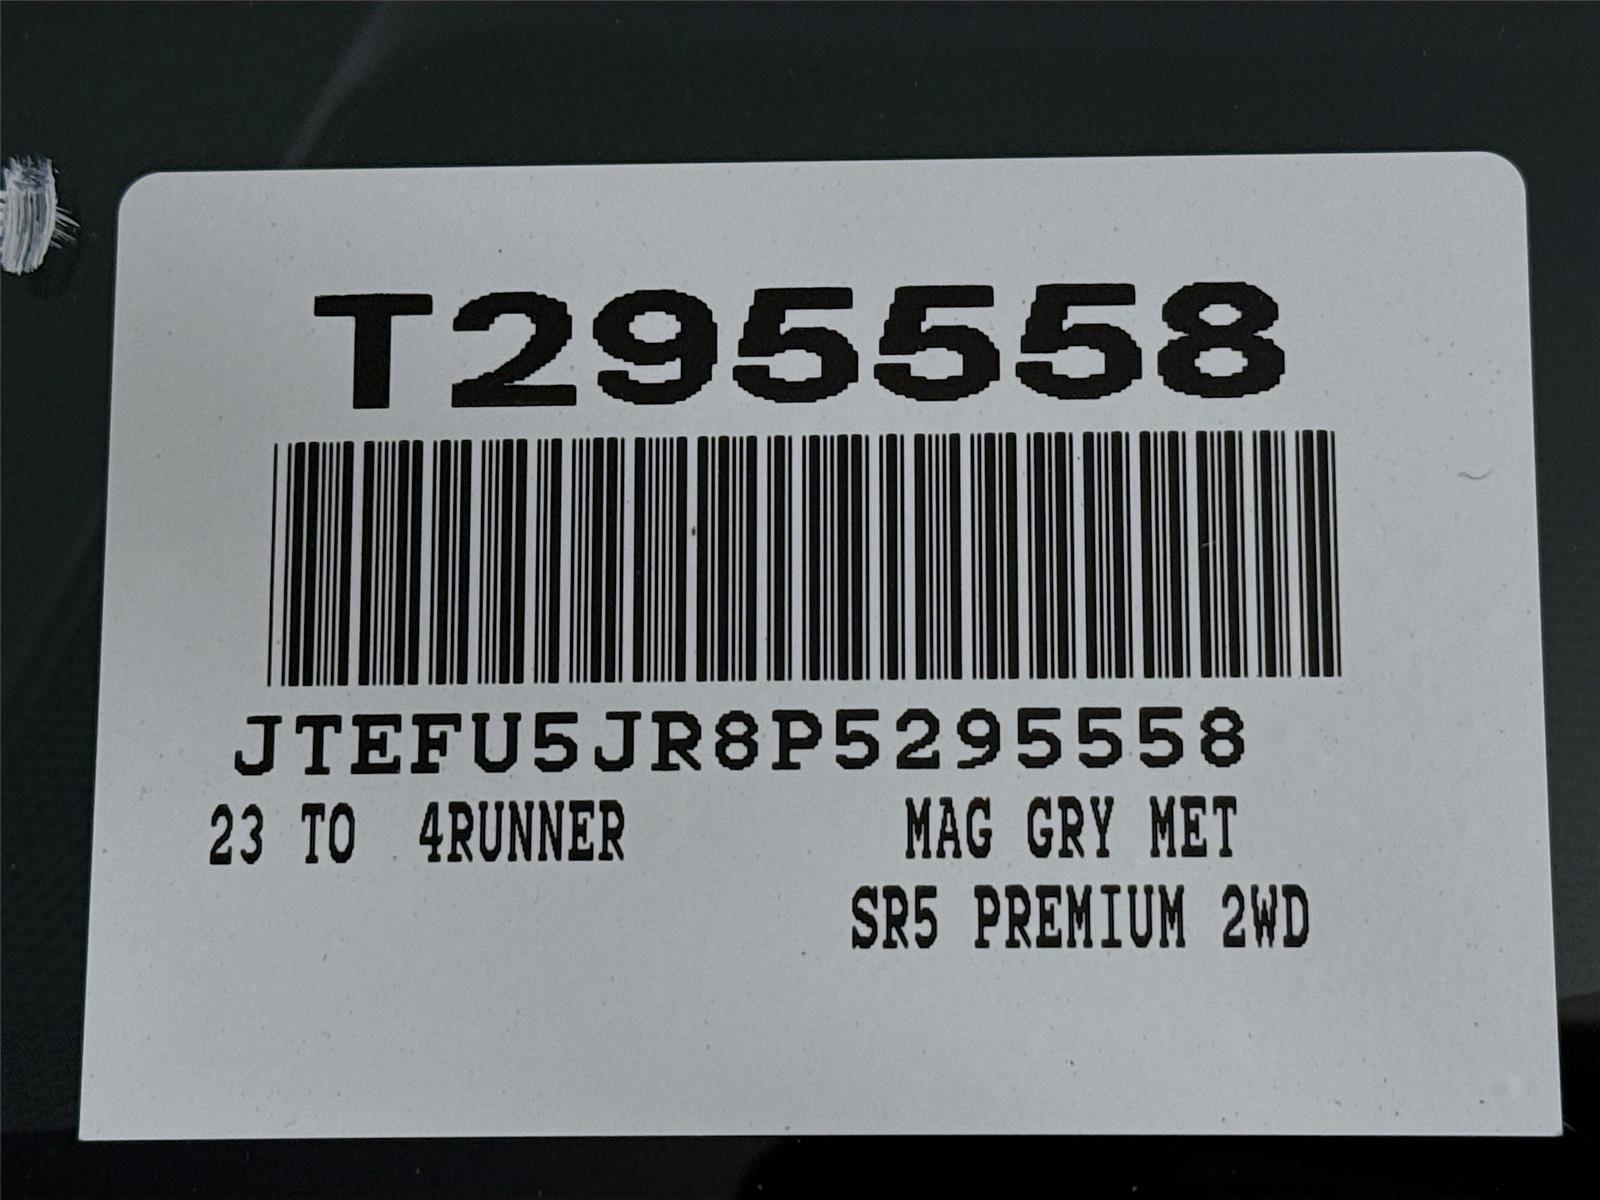 T295558
JTEFU5JR8P5295558
23 TO 4RUNNER MAG GRY MET
SR5 PREMIUM 2WD